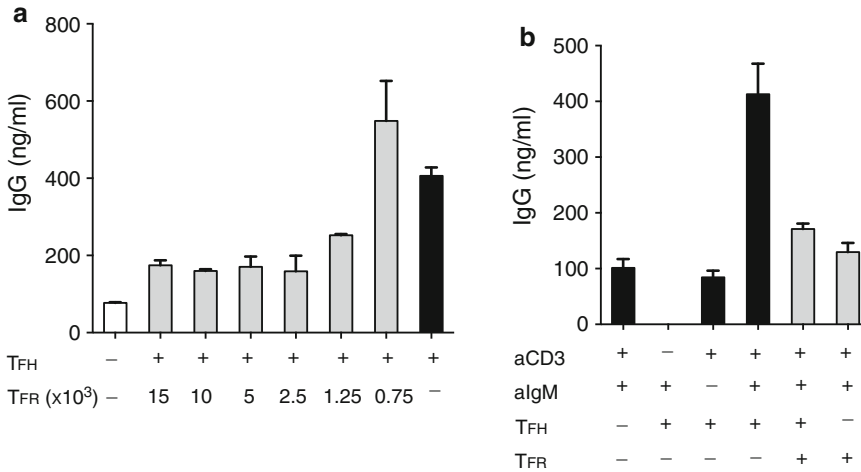 a
800
600
400
200
0
IgG (ng/ml)
TFH – + + + + + + +
TFR (x10³) – 15 10 5 2.5 1.25 0.75 –
b
500
400
300
200
100
0
IgG (ng/ml)
aCD3 + – + + + +
aIgM + + – + + +
TFH – + + + + –
TFR – – – – + +